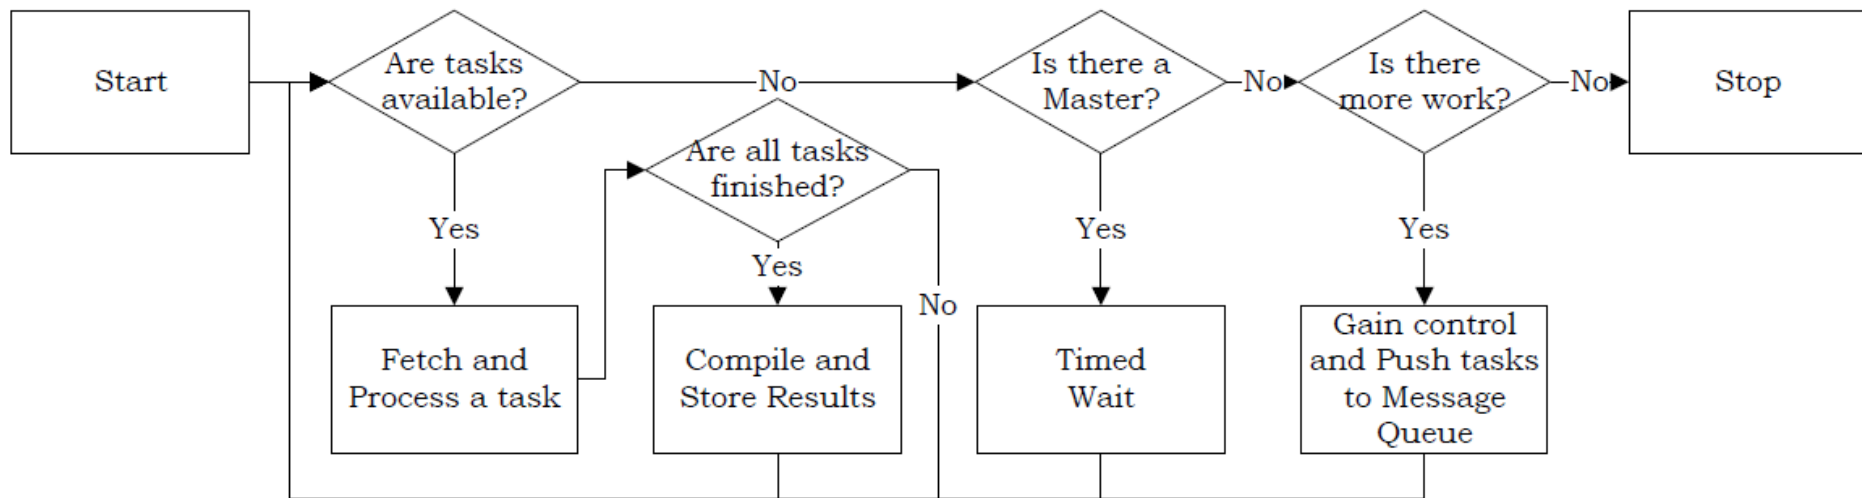 Start
Are tasks
available?
No
Is there a
Master?
No
Is there
more work?
No
Stop
Are all tasks
finished?
Yes
Yes
Yes
Yes
No
Fetch and
Process a task
Compile and
Store Results
Timed
Wait
Gain control
and Push tasks
to Message
Queue